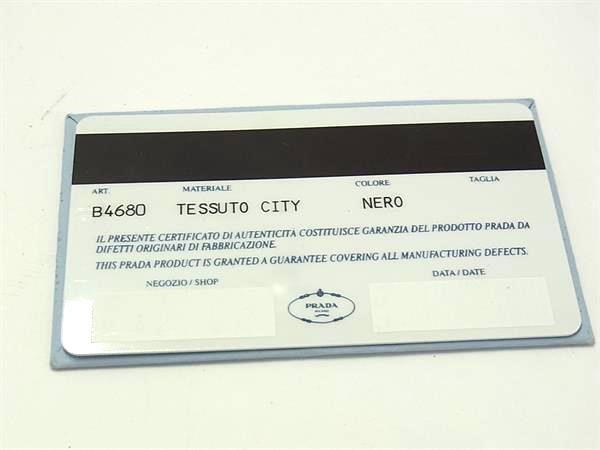 ART. MATERIALE COLORE TAGLIA
B4680 TESSUTO CITY NERO
IL PRESENTE CERTIFICATO DI AUTENTICITÀ COSTITUISCE GARANZIA DEL PRODOTTO PRADA DA
DIFETTI ORIGINARI DI FABBRICAZIONE.
THIS PRADA PRODUCT IS GRANTED A GUARANTEE COVERING ALL MANUFACTURING DEFECTS.
NEGOZIO / SHOP DATA / DATE
PRADA
MILANO